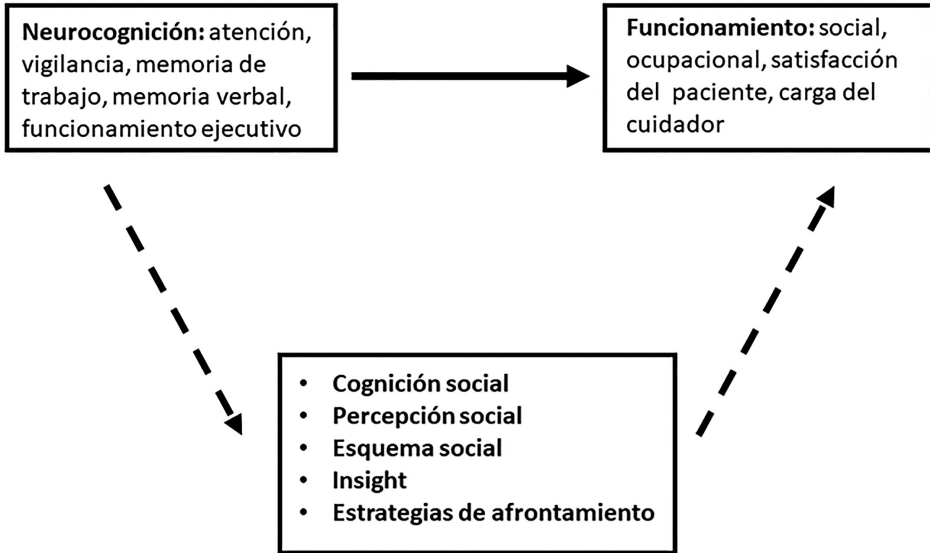 Neurocognición: atención,
vigilancia, memoria de
trabajo, memoria verbal,
funcionamiento ejecutivo
Funcionamiento: social,
ocupacional, satisfacción
del paciente, carga del
cuidador
• Cognición social
• Percepción social
• Esquema social
• Insight
• Estrategias de afrontamiento